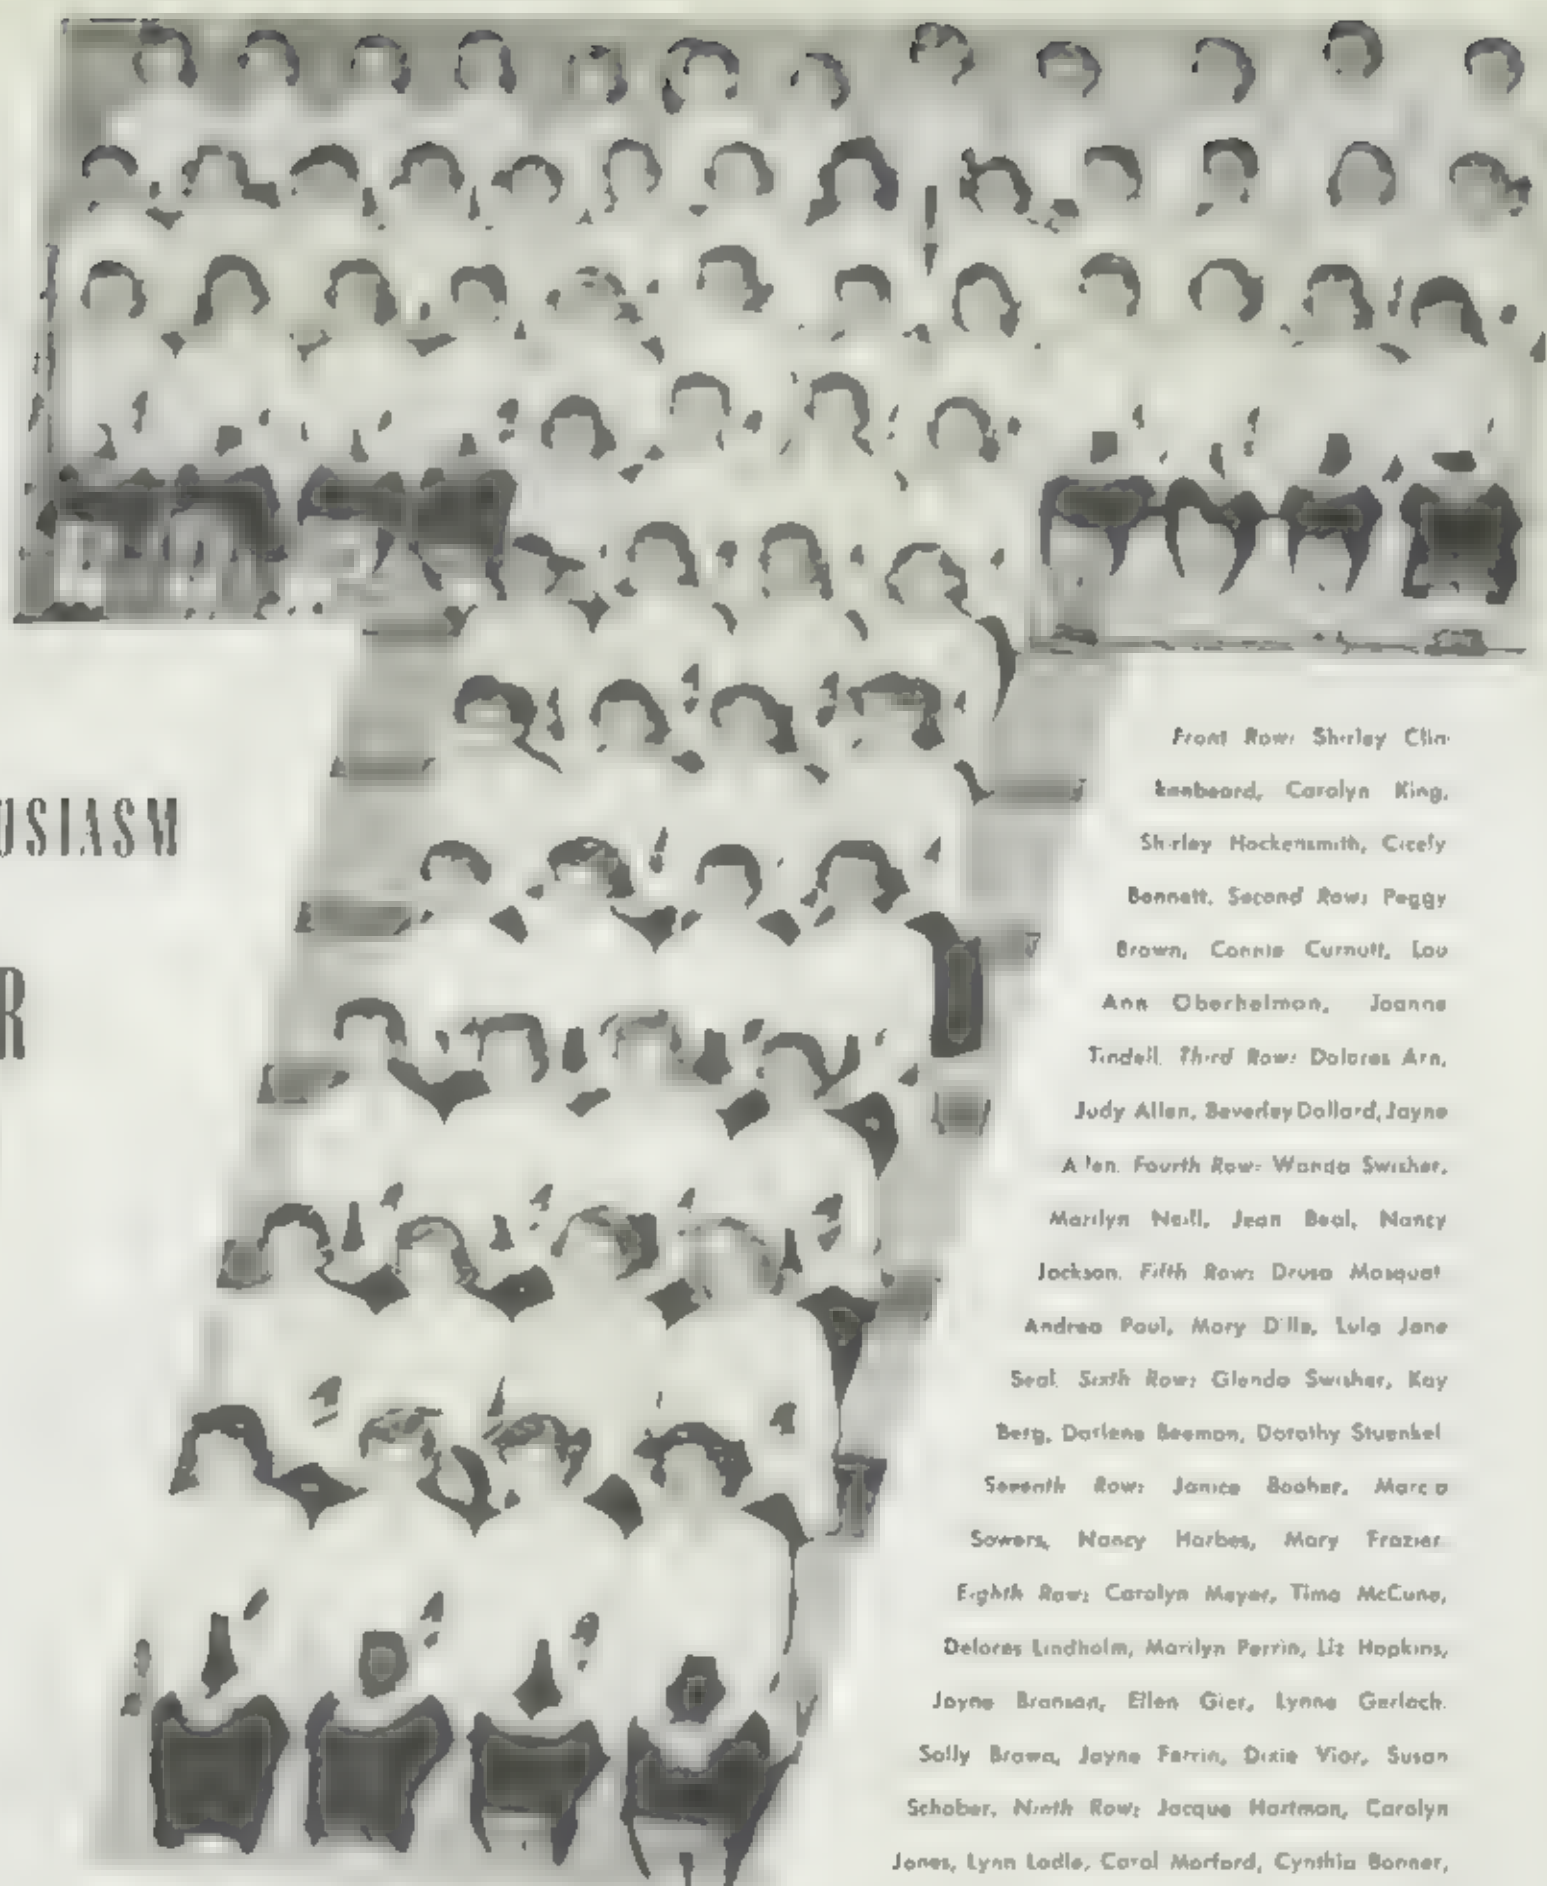 USIASM
R
Front Row: Shirley Clin-
kenbeard, Carolyn King,
Shirley Hockensmith, Cicely
Bonnett. Second Row: Peggy
Brown, Connie Curnutt, Lou
Ann Oberhelman, Joanne
Tindell. Third Row: Dolores Arn,
Judy Allen, Beverley Dollard, Jayne
Allen. Fourth Row: Wanda Swisher,
Marilyn Neill, Jean Beal, Nancy
Jackson. Fifth Row: Drusa
Andrea Paul, Mary Dills, Lula Jane
Seal. Sixth Row: Glenda Swisher, Kay
Berg, Darlene Beeman, Dorothy Stuenkel
Seventh Row: Janice Booher, Marcia
Sowers, Nancy Harbes, Mary Frazier
Eighth Row: Carolyn Meyer, Tima McCune,
Delores Lindholm, Marilyn Perrin, Liz Hopkins,
Jayne Branson, Ellen Gier, Lynne Gerlach.
Sally Brown, Jayne Ferrin, Dixie Vior, Susan
Schober. Ninth Row: Jacque Hartman, Carolyn
Jones, Lynn Lodle, Carol Morford, Cynthia Bonner,